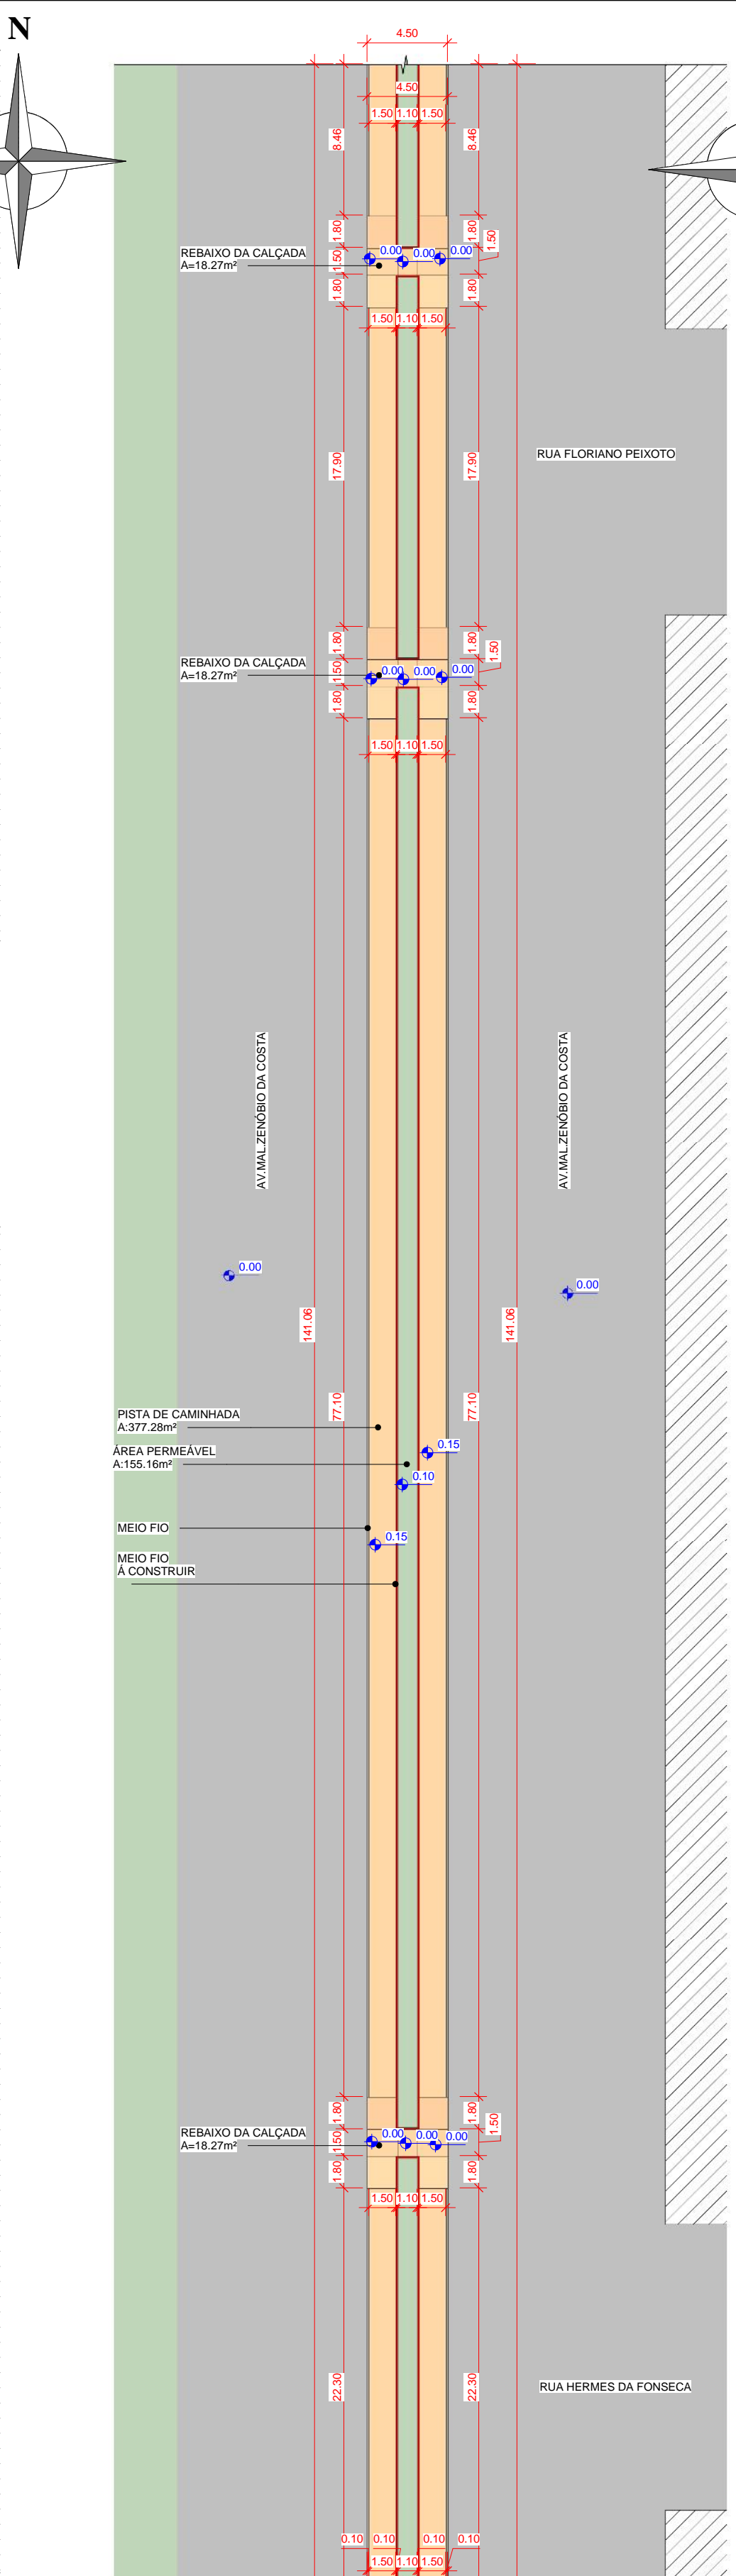 N
4.50
4.50
1.50 1.10 1.50
8.46
8.46
1.80
1.80
1.50
REBAIXO DA CALÇADA
A=18.27m²
0.00
0.00
0.00
1.50
1.80
1.80
1.50 1.10 1.50
17.90
17.90
RUA FLORIANO PEIXOTO
1.80
1.80
1.50
REBAIXO DA CALÇADA
A=18.27m²
0.00
0.00
0.00
1.50
1.80
1.80
1.50 1.10 1.50
AV.MAL.ZENÓBIO DA COSTA
AV.MAL.ZENÓBIO DA COSTA
0.00
0.00
141.06
141.06
77.10
77.10
PISTA DE CAMINHADA
A:377.28m²
0.15
ÁREA PERMEÁVEL
A:155.16m²
0.10
MEIO FIO
0.15
MEIO FIO
Á CONSTRUIR
1.80
1.80
1.50
REBAIXO DA CALÇADA
A=18.27m²
0.00
0.00
0.00
1.50
1.80
1.80
1.50 1.10 1.50
22.30
22.30
RUA HERMES DA FONSECA
0.10 0.10 0.10 0.10
1.50 1.10 1.50